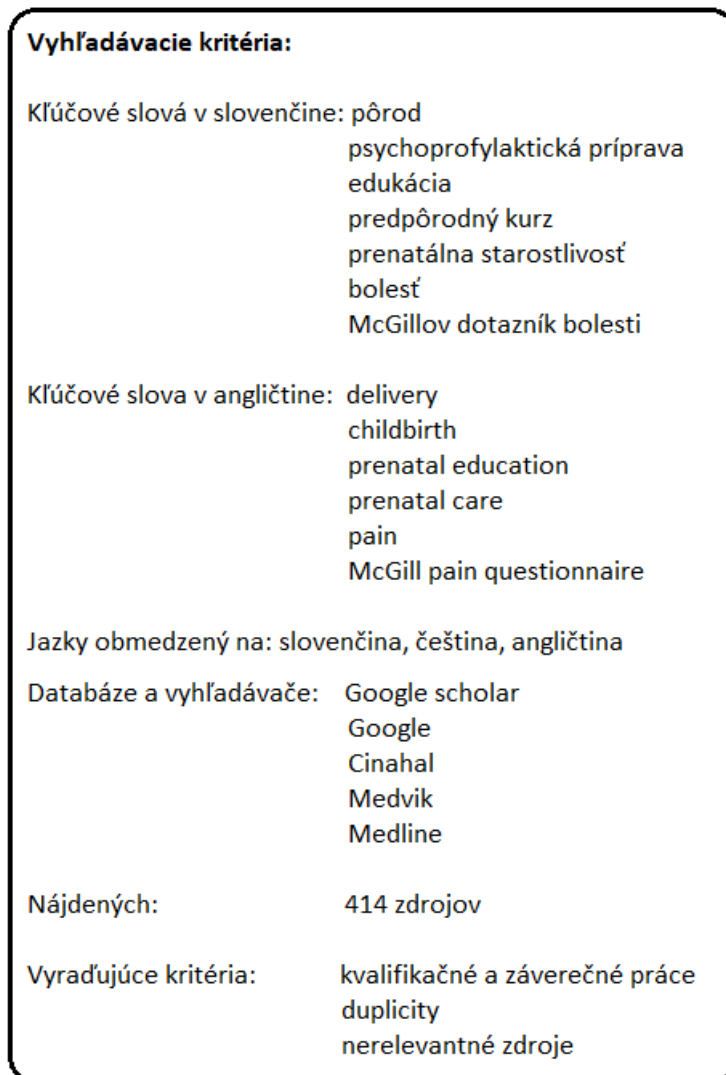 Vyhľadávacie kritéria:
Kľúčové slová v slovenčine: pôrod
psychoprofylaktická príprava
edukácia
predpôrodný kurz
prenatálna starostlivosť
bolesť
McGillov dotazník bolesti
Kľúčové slova v angličtine: delivery
childbirth
prenatal education
prenatal care
pain
McGill pain questionnaire
Jazky obmedzený na: slovenčina, čeština, angličtina
Databáze a vyhľadávače: Google scholar
Google
Cinahal
Medvik
Medline
Nájdených: 414 zdrojov
Vyraďujúce kritéria: kvalifikačné a záverečné práce
duplicity
nerelevantné zdroje